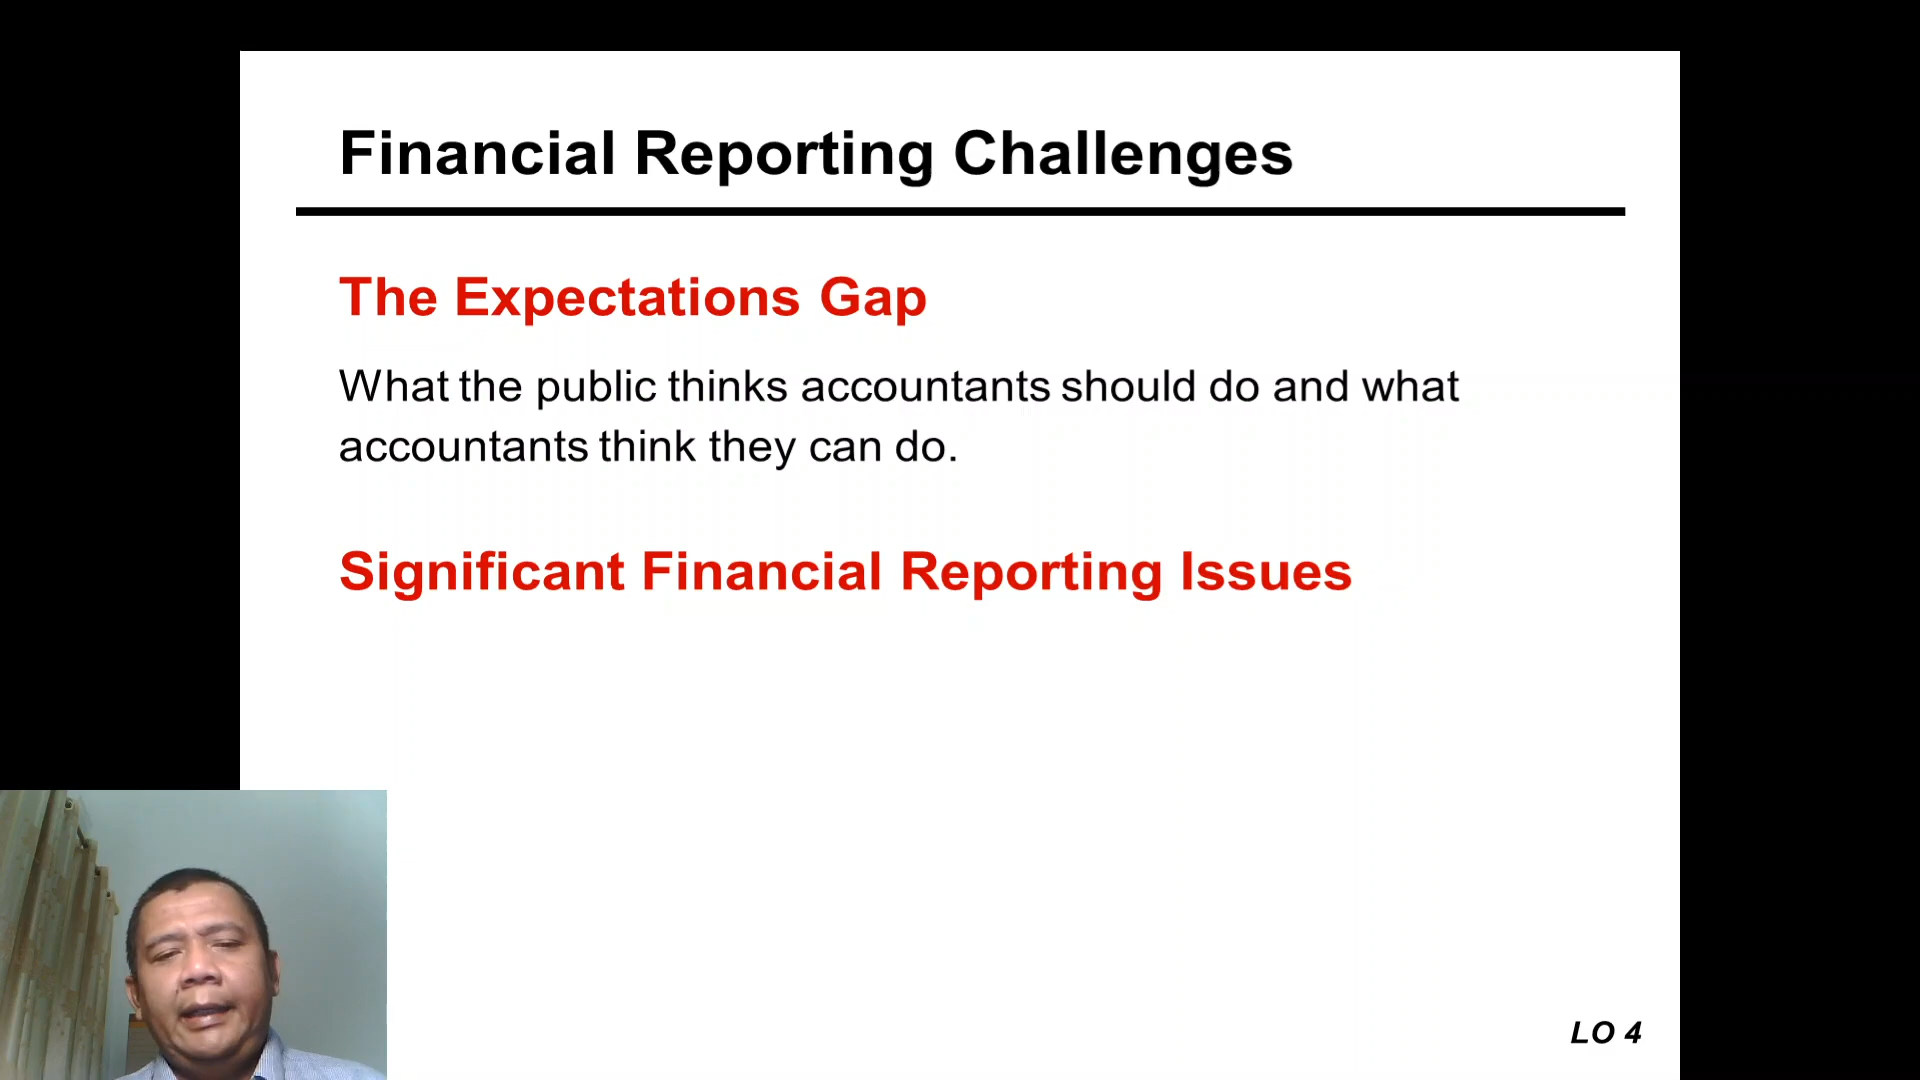 Financial Reporting Challenges
The Expectations Gap
What the public thinks accountants should do and what
accountants think they can do.
Significant Financial Reporting Issues
LO 4